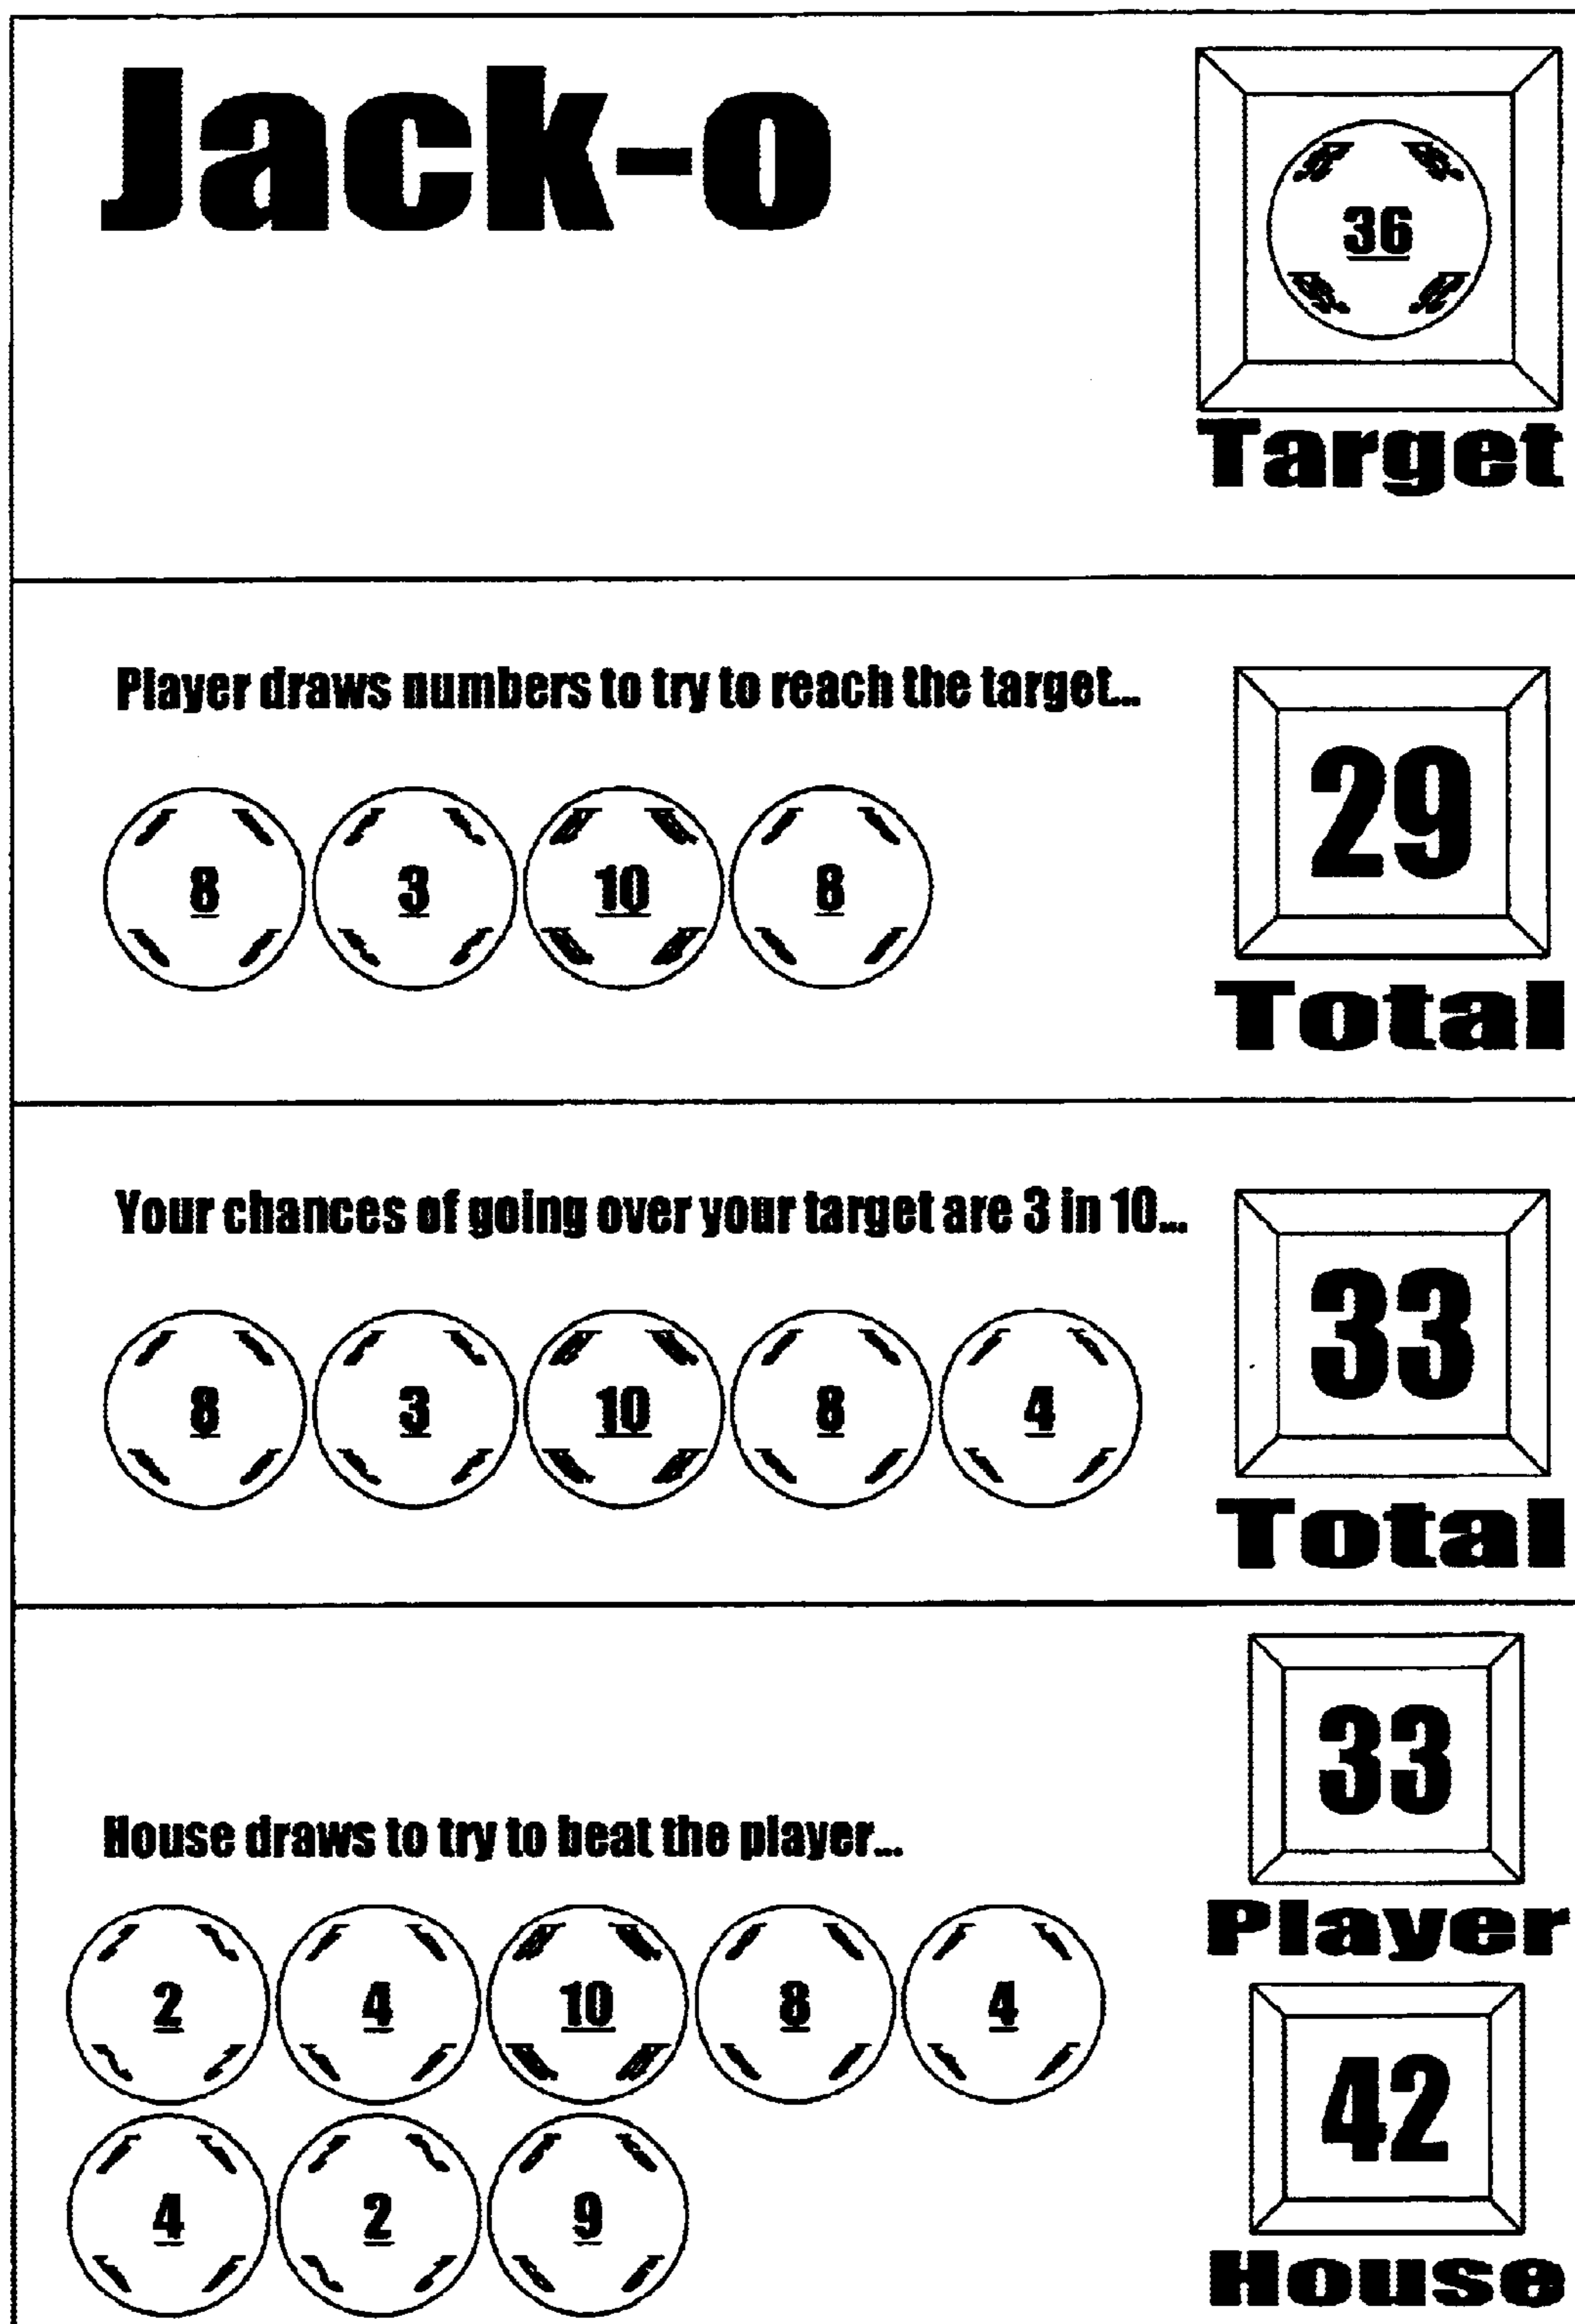 Jack-o
36
Target
Player draws numbers to try to reach the target...
29
8 3 10 8
Total
Your chances of going over your target are 3 in 10...
33
8 3 10 8 4
Total
33
House draws to try to beat the player...
Player
2 4 10 8 4
42
4 2 9
House